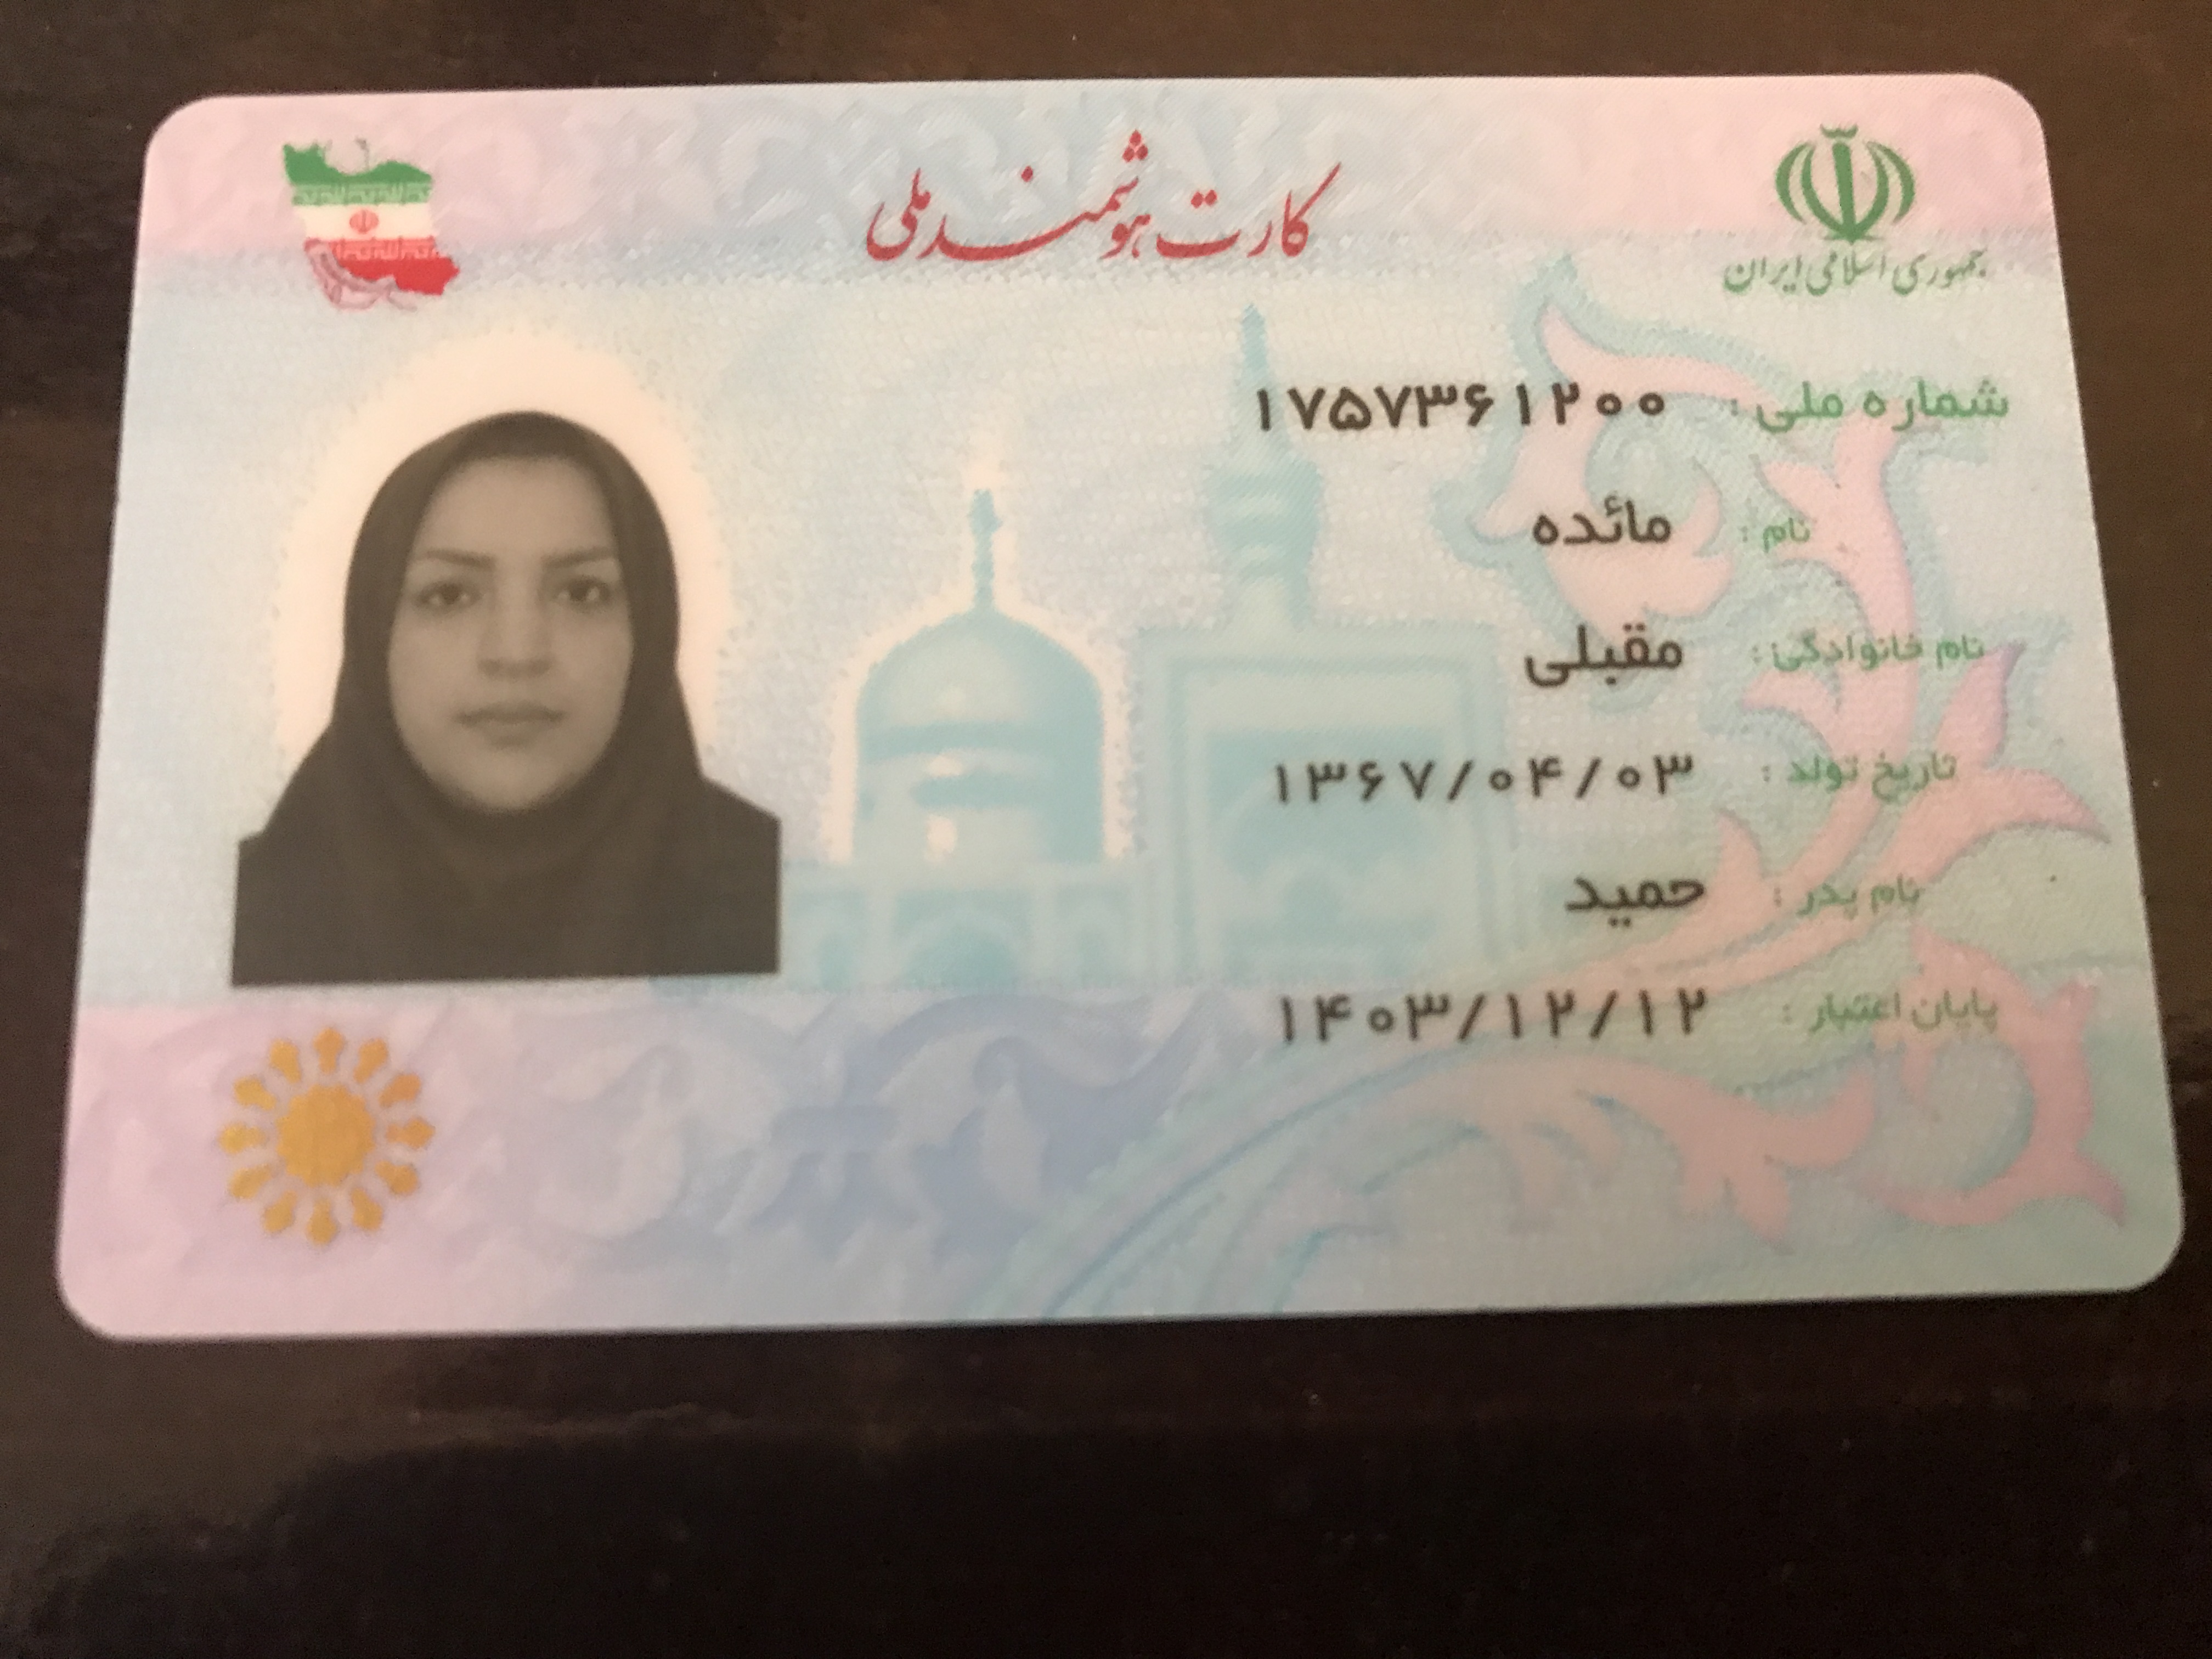 کارت هوشمند ملی
جمهوری اسلامی ایران
شماره ملی: ۱۷۵۷۳۶۱۲۰۰
نام: مائده
نام خانوادگی: مقبلی
تاریخ تولد: ۱۳۶۷/۰۴/۰۳
نام پدر: حمید
پایان اعتبار: ۱۴۰۳/۱۲/۱۲